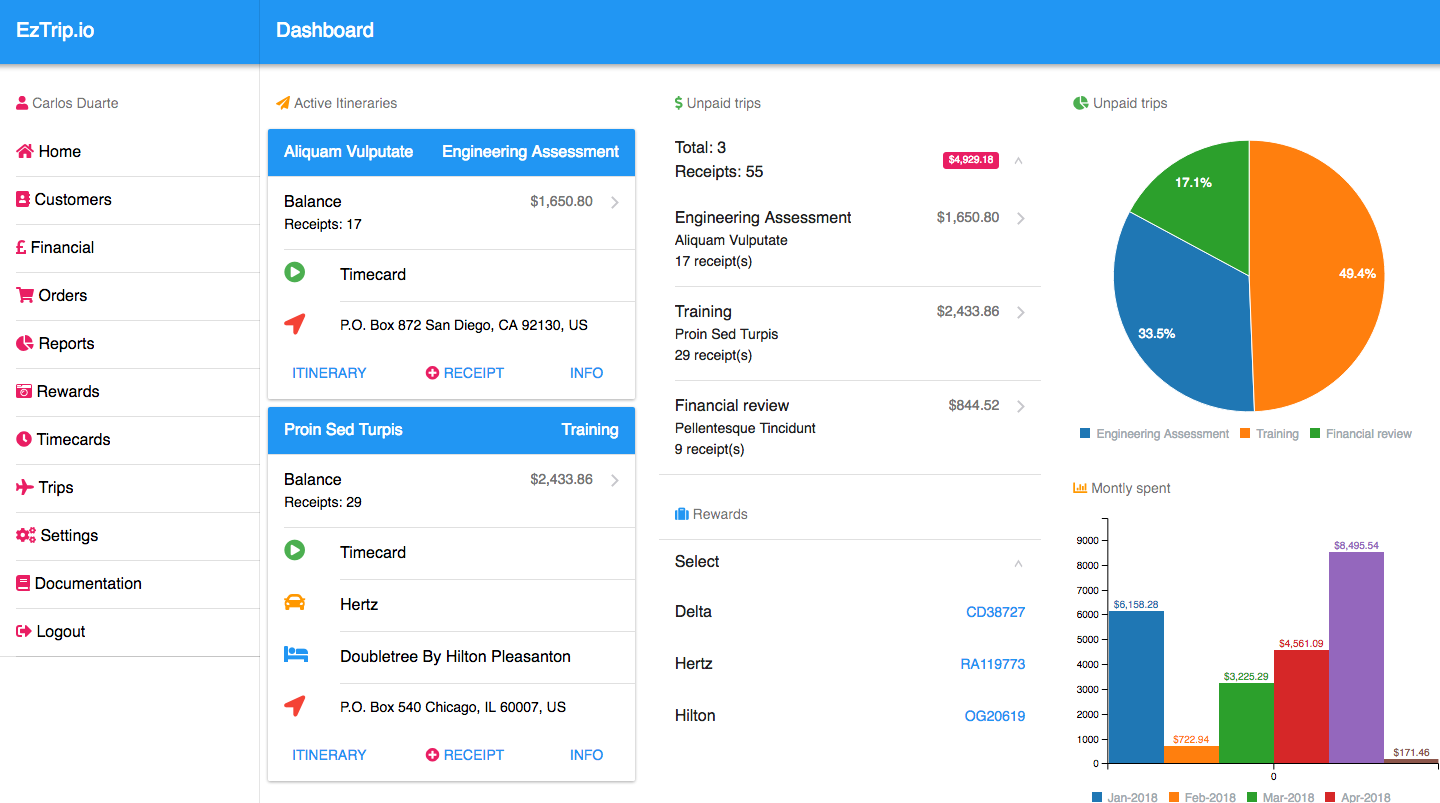 EzTrip.io
Dashboard
Carlos Duarte
Home
Customers
Financial
Orders
Reports
Rewards
Timecards
Trips
Settings
Documentation
Logout
Active Itineraries
Aliquam Vulputate Engineering Assessment
Balance $1,650.80
Receipts: 17
Timecard
P.O. Box 872 San Diego, CA 92130, US
ITINERARY RECEIPT INFO
Proin Sed Turpis Training
Balance $2,433.86
Receipts: 29
Timecard
Hertz
Doubletree By Hilton Pleasanton
P.O. Box 540 Chicago, IL 60007, US
ITINERARY RECEIPT INFO
Unpaid trips
Total: 3
Receipts: 55
$4,929.18
Engineering Assessment $1,650.80
Aliquam Vulputate
17 receipt(s)
Training $2,433.86
Proin Sed Turpis
29 receipt(s)
Financial review $844.52
Pellentesque Tincidunt
9 receipt(s)
Rewards
Select
Delta CD38727
Hertz RA119773
Hilton OG20619
Unpaid trips
17.1%
49.4%
33.5%
Engineering Assessment Training Financial review
Montly spent
9000
8000
7000
6000
5000
4000
3000
2000
1000
0
$6,158.28
$722.94
$3,225.29
$4,561.09
$8,495.54
$171.46
0
Jan-2018 Feb-2018 Mar-2018 Apr-2018